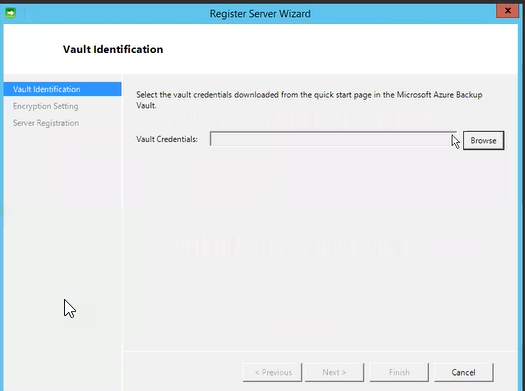 Register Server Wizard
x
Vault Identification
Vault Identification
Encryption Setting
Server Registration
Select the vault credentials downloaded from the quick start page in the Microsoft Azure Backup
Vault.
Vault Credentials:
Browse
< Previous
Next >
Finish
Cancel